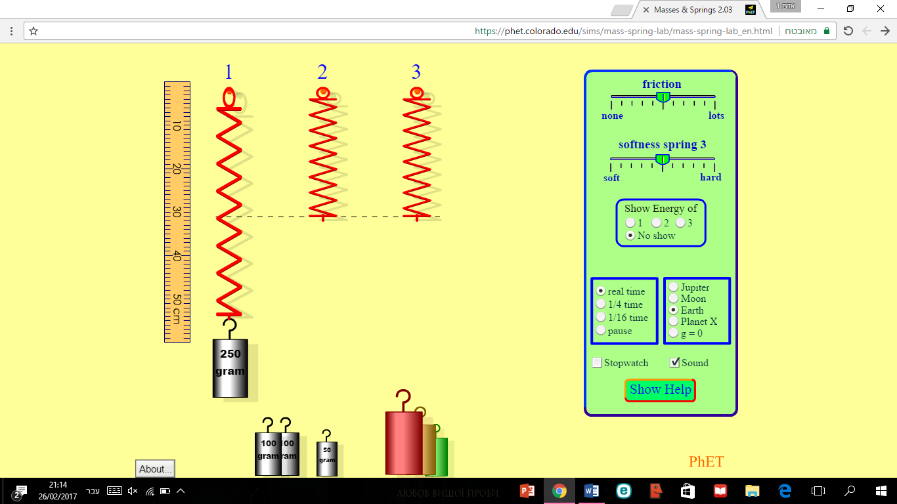 Masses & Springs 2.03
אדיר 1
https://phet.colorado.edu/sims/mass-spring-lab/mass-spring-lab_en.html
מאובטח
1 2 3
10
20
30
40
50 cm
friction
none lots
softness spring 3
soft hard
Show Energy of
1 2 3
No show
real time
1/4 time
1/16 time
pause
Jupiter
Moon
Earth
Planet X
g = 0
Stopwatch
Sound
Show Help
250
gram
100
gram
50
gram
About...
PhET
21:14
26/02/2017
עבר